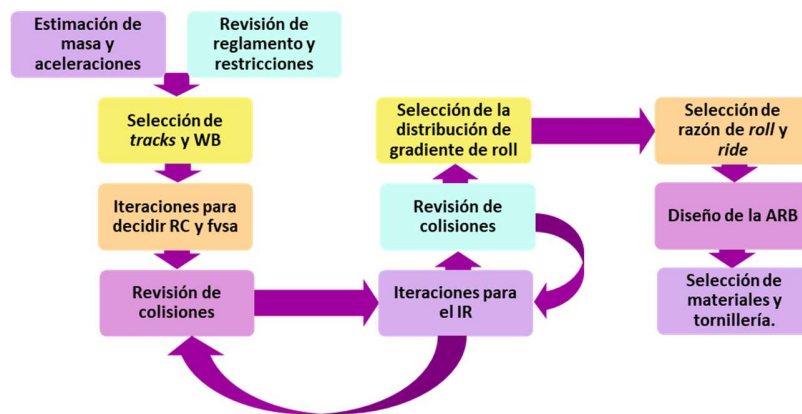 Estimación de
masa y
aceleraciones
Revisión de
reglamento y
restricciones
Selección de
tracks y WB
Iteraciones para
decidir RC y fvsa
Revisión de
colisiones
Selección de la
distribución de
gradiente de roll
Revisión de
colisiones
Iteraciones para
el IR
Selección de
razón de roll y
ride
Diseño de la ARB
Selección de
materiales y
tornillería.